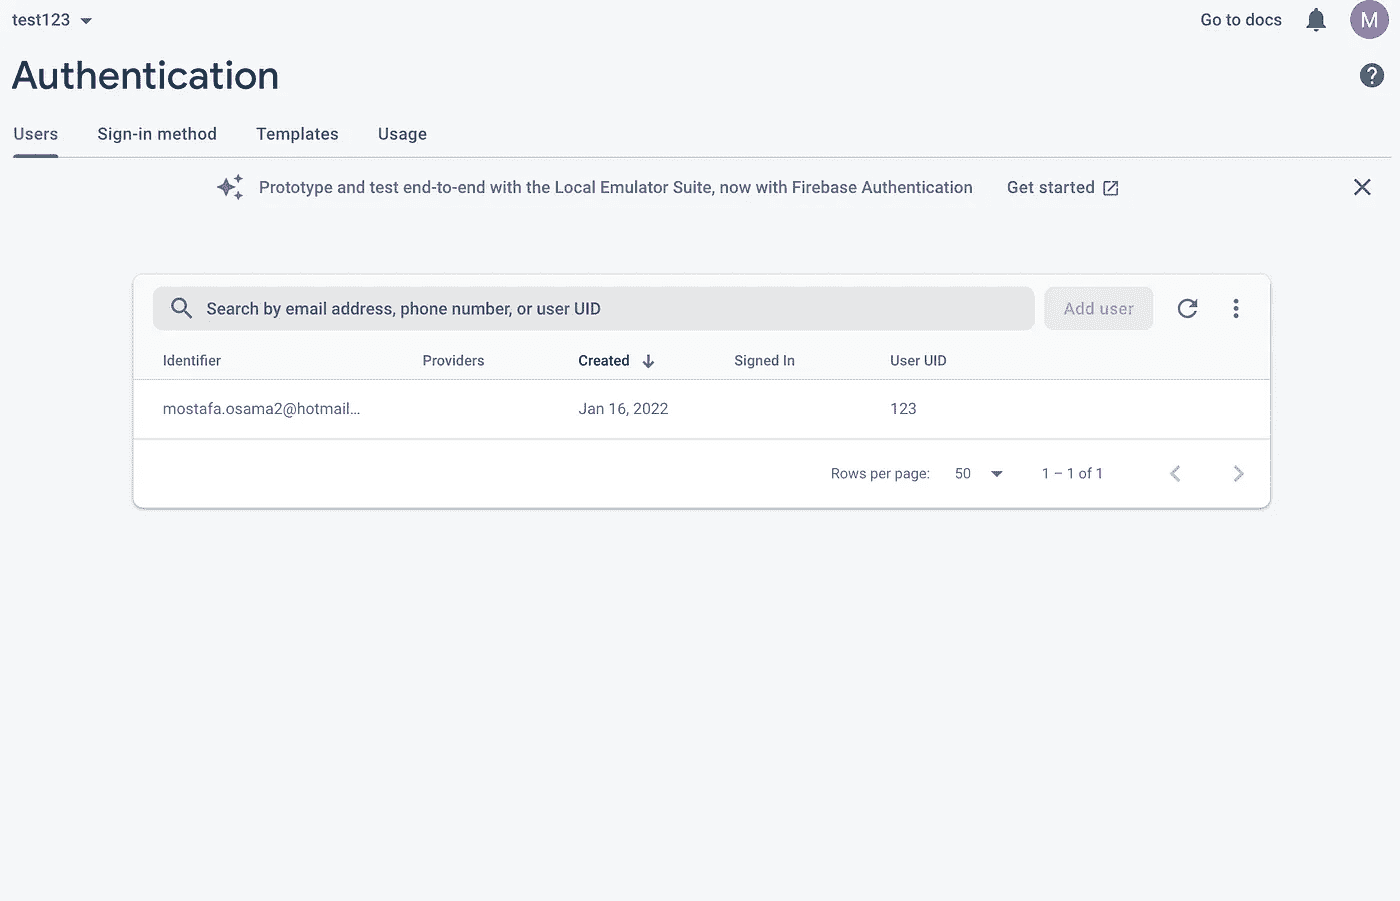 test123
Go to docs
M
Authentication
?
Users Sign-in method Templates Usage
Prototype and test end-to-end with the Local Emulator Suite, now with Firebase Authentication Get started
Search by email address, phone number, or user UID Add user
Identifier Providers Created Signed In User UID
mostafa.osama2@hotmail... Jan 16, 2022 123
Rows per page: 50 1 – 1 of 1